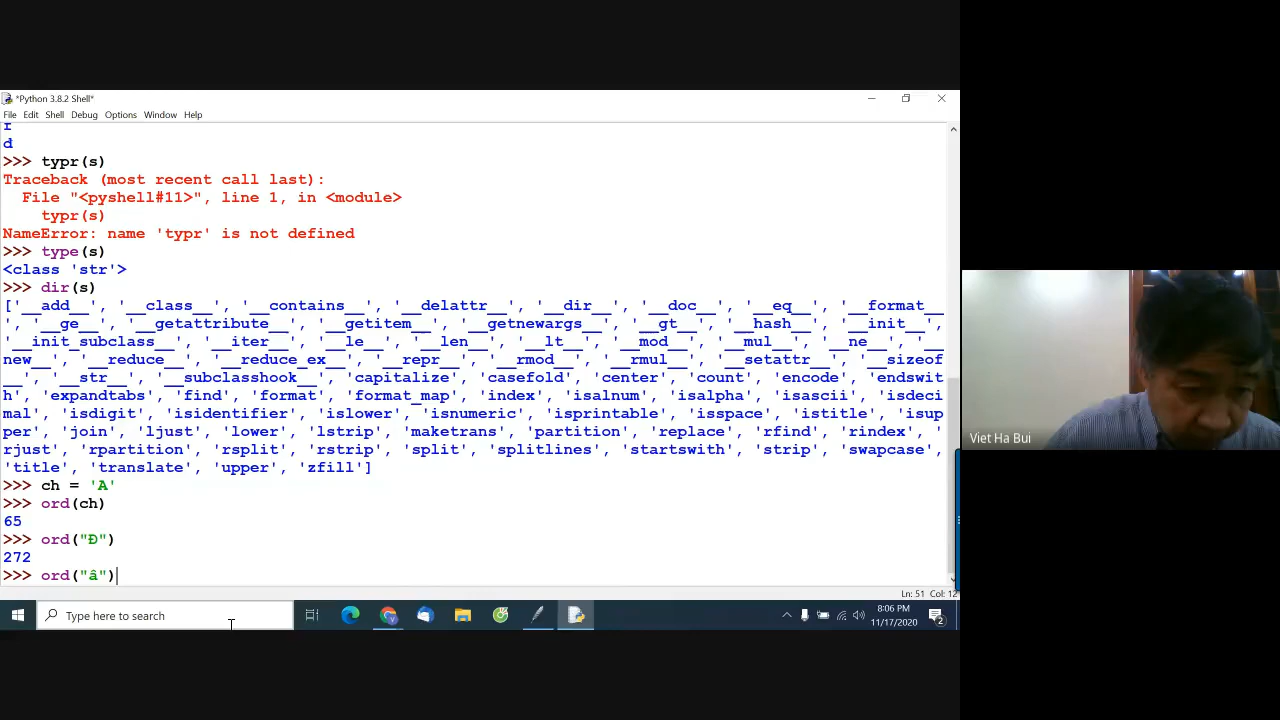 *Python 3.8.2 Shell*
File Edit Shell Debug Options Window Help
r
d
>>> typr(s)
Traceback (most recent call last):
  File "<pyshell#11>", line 1, in <module>
    typr(s)
NameError: name 'typr' is not defined
>>> type(s)
<class 'str'>
>>> dir(s)
['__add__', '__class__', '__contains__', '__delattr__', '__dir__', '__doc__', '__eq__', '__format__
', '__ge__', '__getattribute__', '__getitem__', '__getnewargs__', '__gt__', '__hash__', '__init__',
'__init_subclass__', '__iter__', '__le__', '__len__', '__lt__', '__mod__', '__mul__', '__ne__', '__
new__', '__reduce__', '__reduce_ex__', '__repr__', '__rmod__', '__rmul__', '__setattr__', '__sizeof
__', '__str__', '__subclasshook__', 'capitalize', 'casefold', 'center', 'count', 'encode', 'endswit
h', 'expandtabs', 'find', 'format', 'format_map', 'index', 'isalnum', 'isalpha', 'isascii', 'isdeci
mal', 'isdigit', 'isidentifier', 'islower', 'isnumeric', 'isprintable', 'isspace', 'istitle', 'isup
per', 'join', 'ljust', 'lower', 'lstrip', 'maketrans', 'partition', 'replace', 'rfind', 'rindex', '
rjust', 'rpartition', 'rsplit', 'rstrip', 'split', 'splitlines', 'startswith', 'strip', 'swapcase',
'title', 'translate', 'upper', 'zfill']
>>> ch = 'A'
>>> ord(ch)
65
>>> ord("Đ")
272
>>> ord("â")
Ln: 51 Col: 12
Type here to search
8:06 PM
11/17/2020
2
Viet Ha Bui